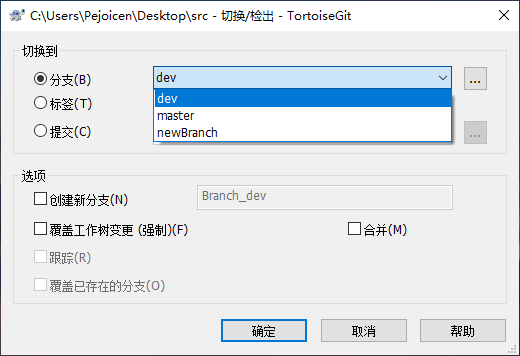 C:\Users\Pejoicen\Desktop\src - 切换/检出 - TortoiseGit
切换到
分支(B)
dev
...
dev
标签(T)
master
提交(C)
newBranch
...
选项
创建新分支(N)
Branch_dev
覆盖工作树变更 (强制)(F)
合并(M)
跟踪(R)
覆盖已存在的分支(O)
确定
取消
帮助